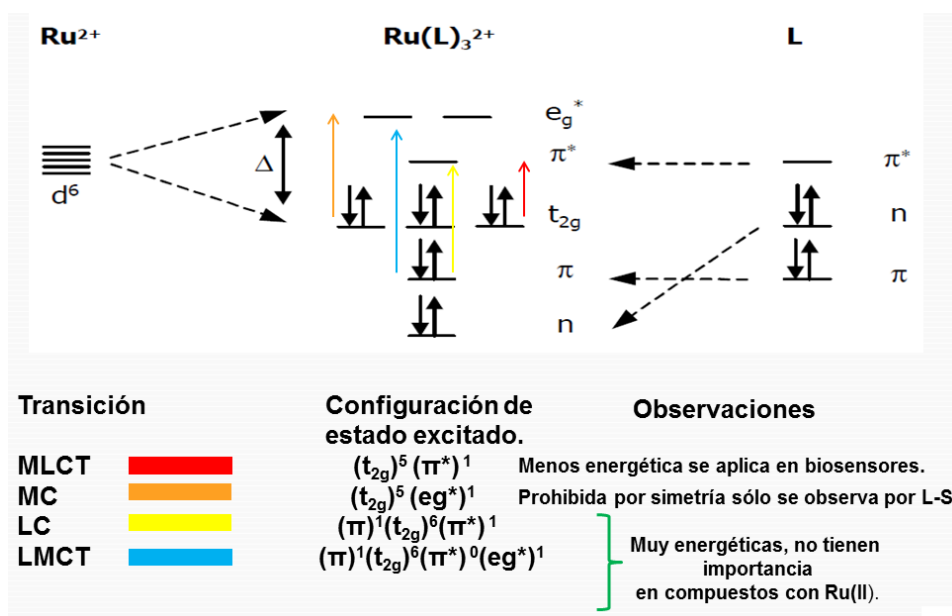 Ru²⁺ Ru(L)₃²⁺ L
e_g*
π* π*
Δ
d⁶ t₂g n
π π
n
Transición Configuración de estado excitado. Observaciones
MLCT (t₂g)⁵ (π*)¹ Menos energética se aplica en biosensores.
MC (t₂g)⁵ (eg*)¹ Prohibida por simetría sólo se observa por L-S
LC (π)¹(t₂g)⁶(π*)¹
LMCT (π)¹(t₂g)⁶(π*)⁰(eg*)¹
Muy energéticas, no tienen
importancia
en compuestos con Ru(II).